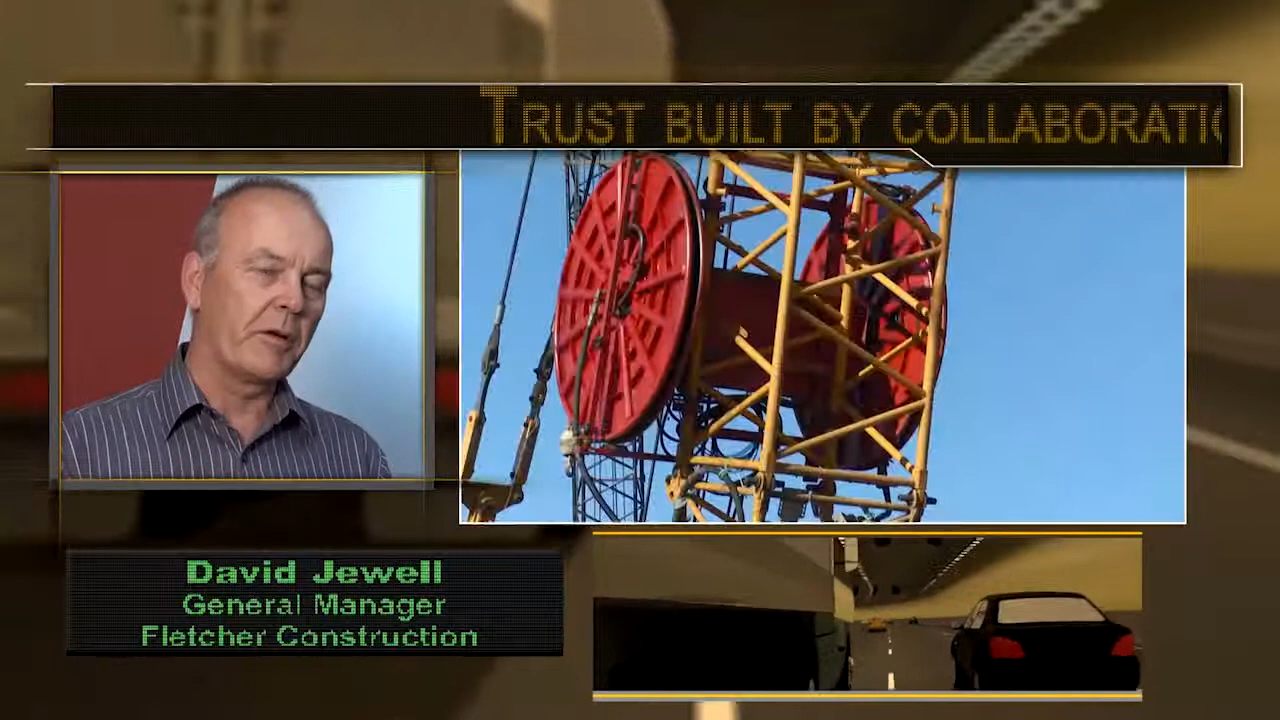 TRUST BUILT BY COLLABORATI
David Jewell
General Manager
Fletcher Construction